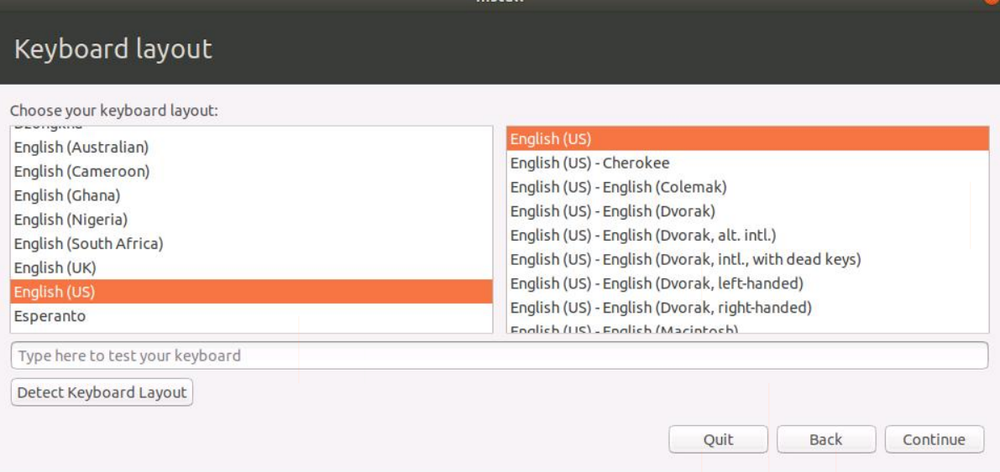 Keyboard layout
Choose your keyboard layout:
English (Australian)
English (Cameroon)
English (Ghana)
English (Nigeria)
English (South Africa)
English (UK)
English (US)
Esperanto
English (US)
English (US) - Cherokee
English (US) - English (Colemak)
English (US) - English (Dvorak)
English (US) - English (Dvorak, alt. intl.)
English (US) - English (Dvorak, intl., with dead keys)
English (US) - English (Dvorak, left-handed)
English (US) - English (Dvorak, right-handed)
English (US) - English (Macintosh)
Type here to test your keyboard
Detect Keyboard Layout
Quit
Back
Continue